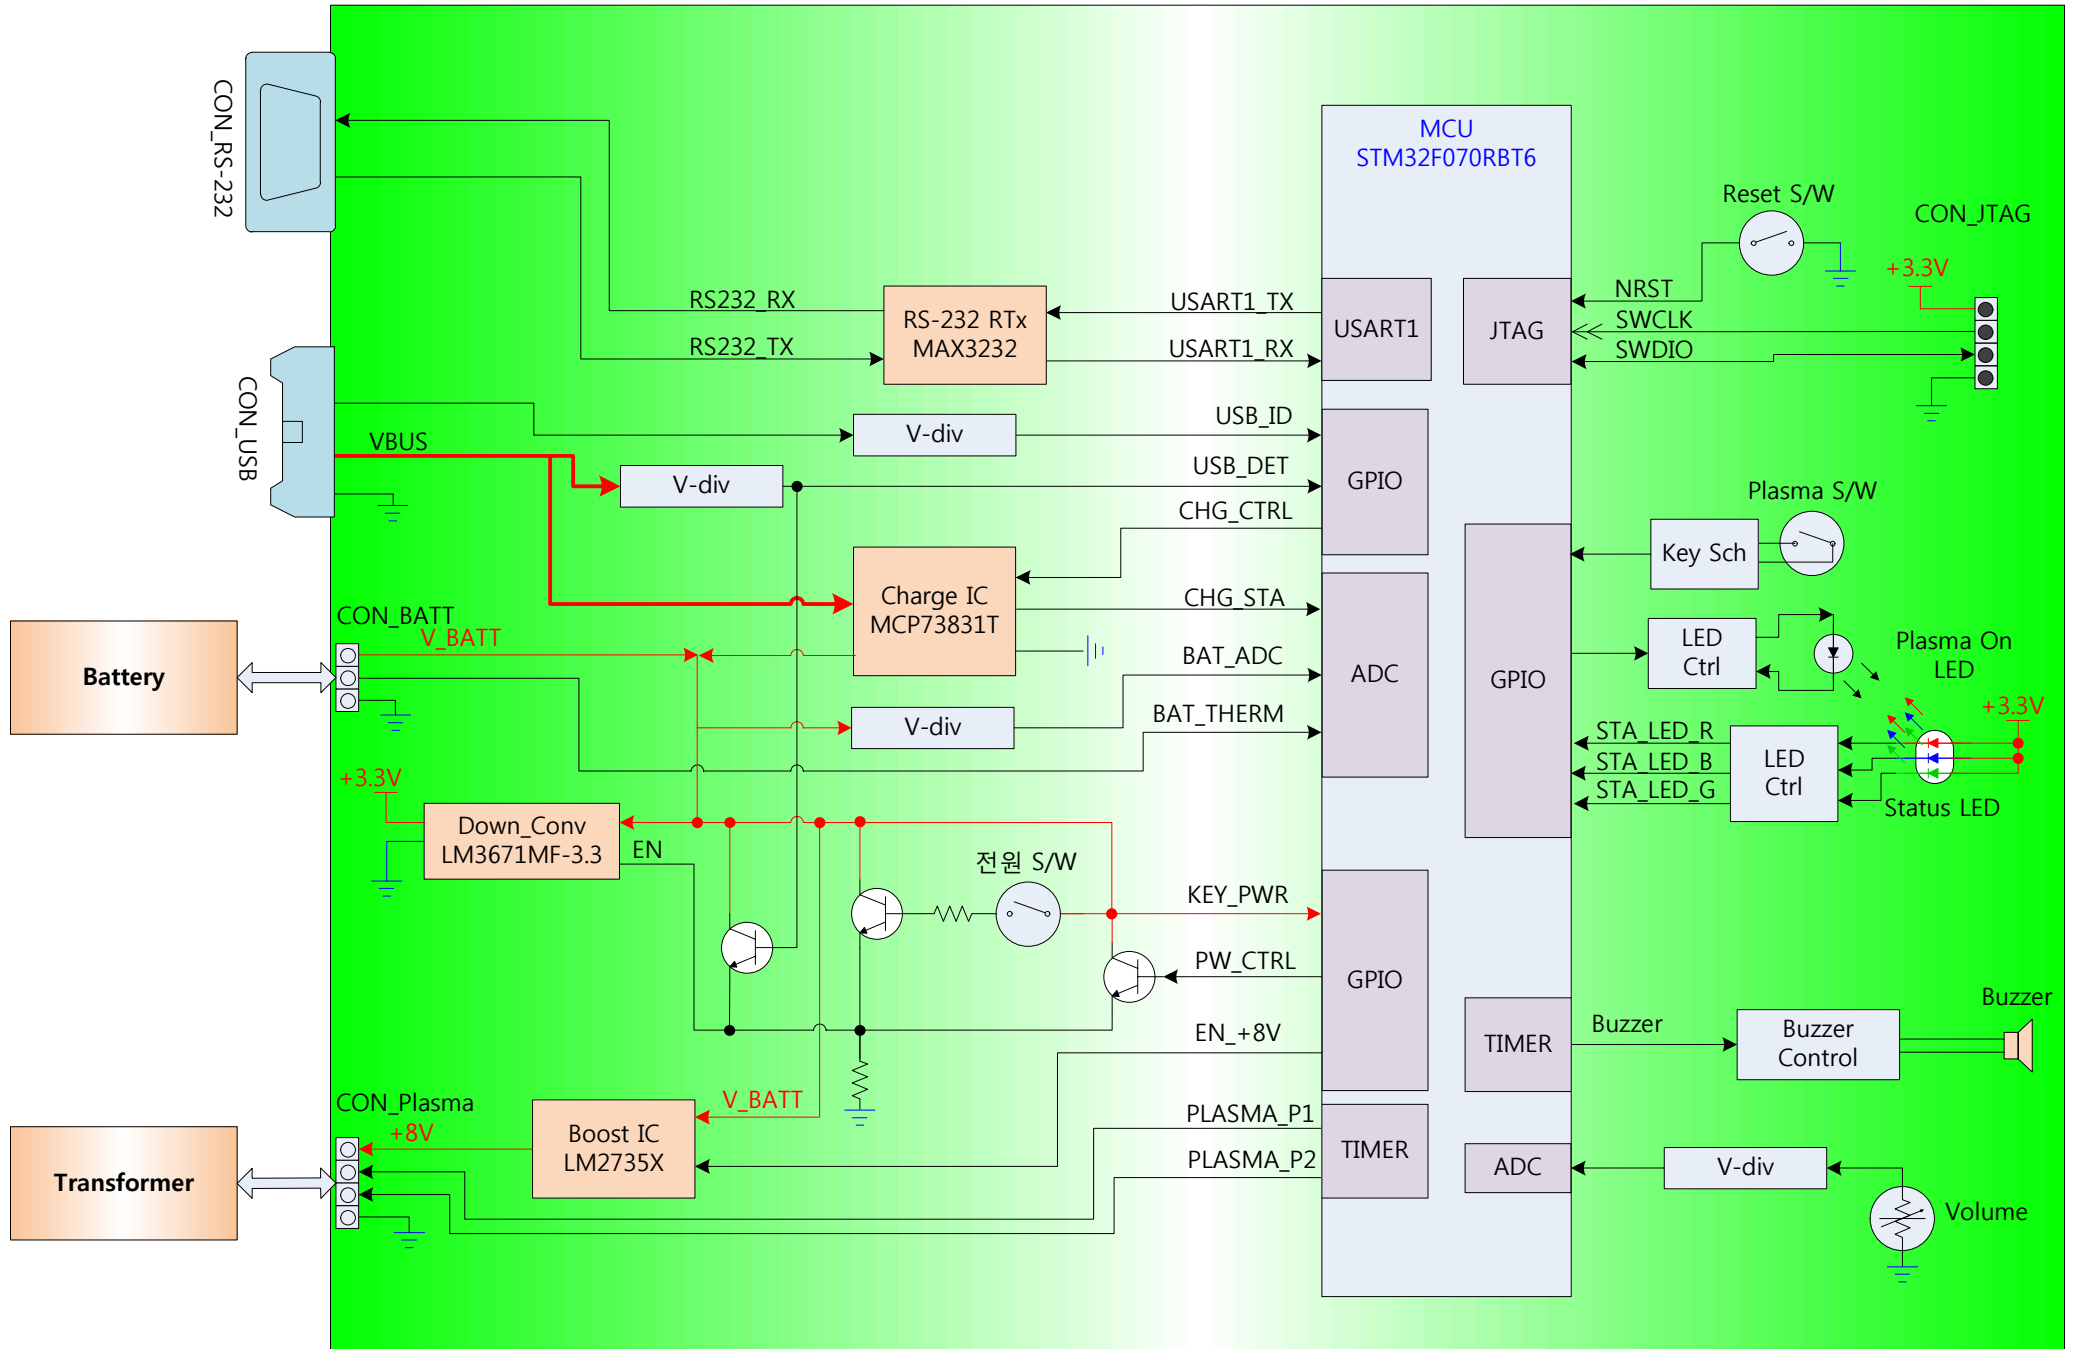 MCU
STM32F070RBT6
CON_RS-232
Reset S/W
CON_JTAG
+3.3V
RS232_RX
RS232_TX
RS-232 RTx
MAX3232
USART1_TX
USART1_RX
USART1
JTAG
NRST
SWCLK
SWDIO
CON_USB
VBUS
V-div
V-div
USB_ID
USB_DET
CHG_CTRL
GPIO
Plasma S/W
Key Sch
Charge IC
MCP73831T
CHG_STA
BAT_ADC
BAT_THERM
ADC
GPIO
CON_BATT
V_BATT
Battery
V-div
LED
Ctrl
Plasma On
LED
+3.3V
STA_LED_R
STA_LED_B
STA_LED_G
LED
Ctrl
Status LED
+3.3V
Down_Conv
LM3671MF-3.3
EN
전원 S/W
KEY_PWR
PW_CTRL
EN_+8V
GPIO
TIMER
Buzzer
Buzzer
Control
Buzzer
CON_Plasma
+8V
Transformer
Boost IC
LM2735X
V_BATT
PLASMA_P1
PLASMA_P2
TIMER
ADC
V-div
Volume